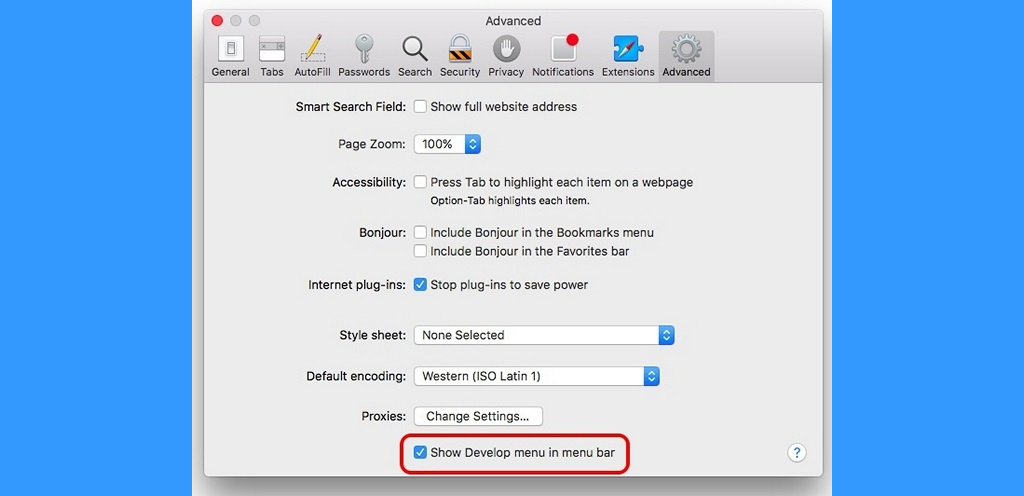 Advanced
General Tabs AutoFill Passwords Search Security Privacy Notifications Extensions Advanced
Smart Search Field: Show full website address
Page Zoom: 100%
Accessibility: Press Tab to highlight each item on a webpage
Option-Tab highlights each item.
Bonjour: Include Bonjour in the Bookmarks menu
Include Bonjour in the Favorites bar
Internet plug-ins: Stop plug-ins to save power
Style sheet: None Selected
Default encoding: Western (ISO Latin 1)
Proxies: Change Settings...
Show Develop menu in menu bar ?